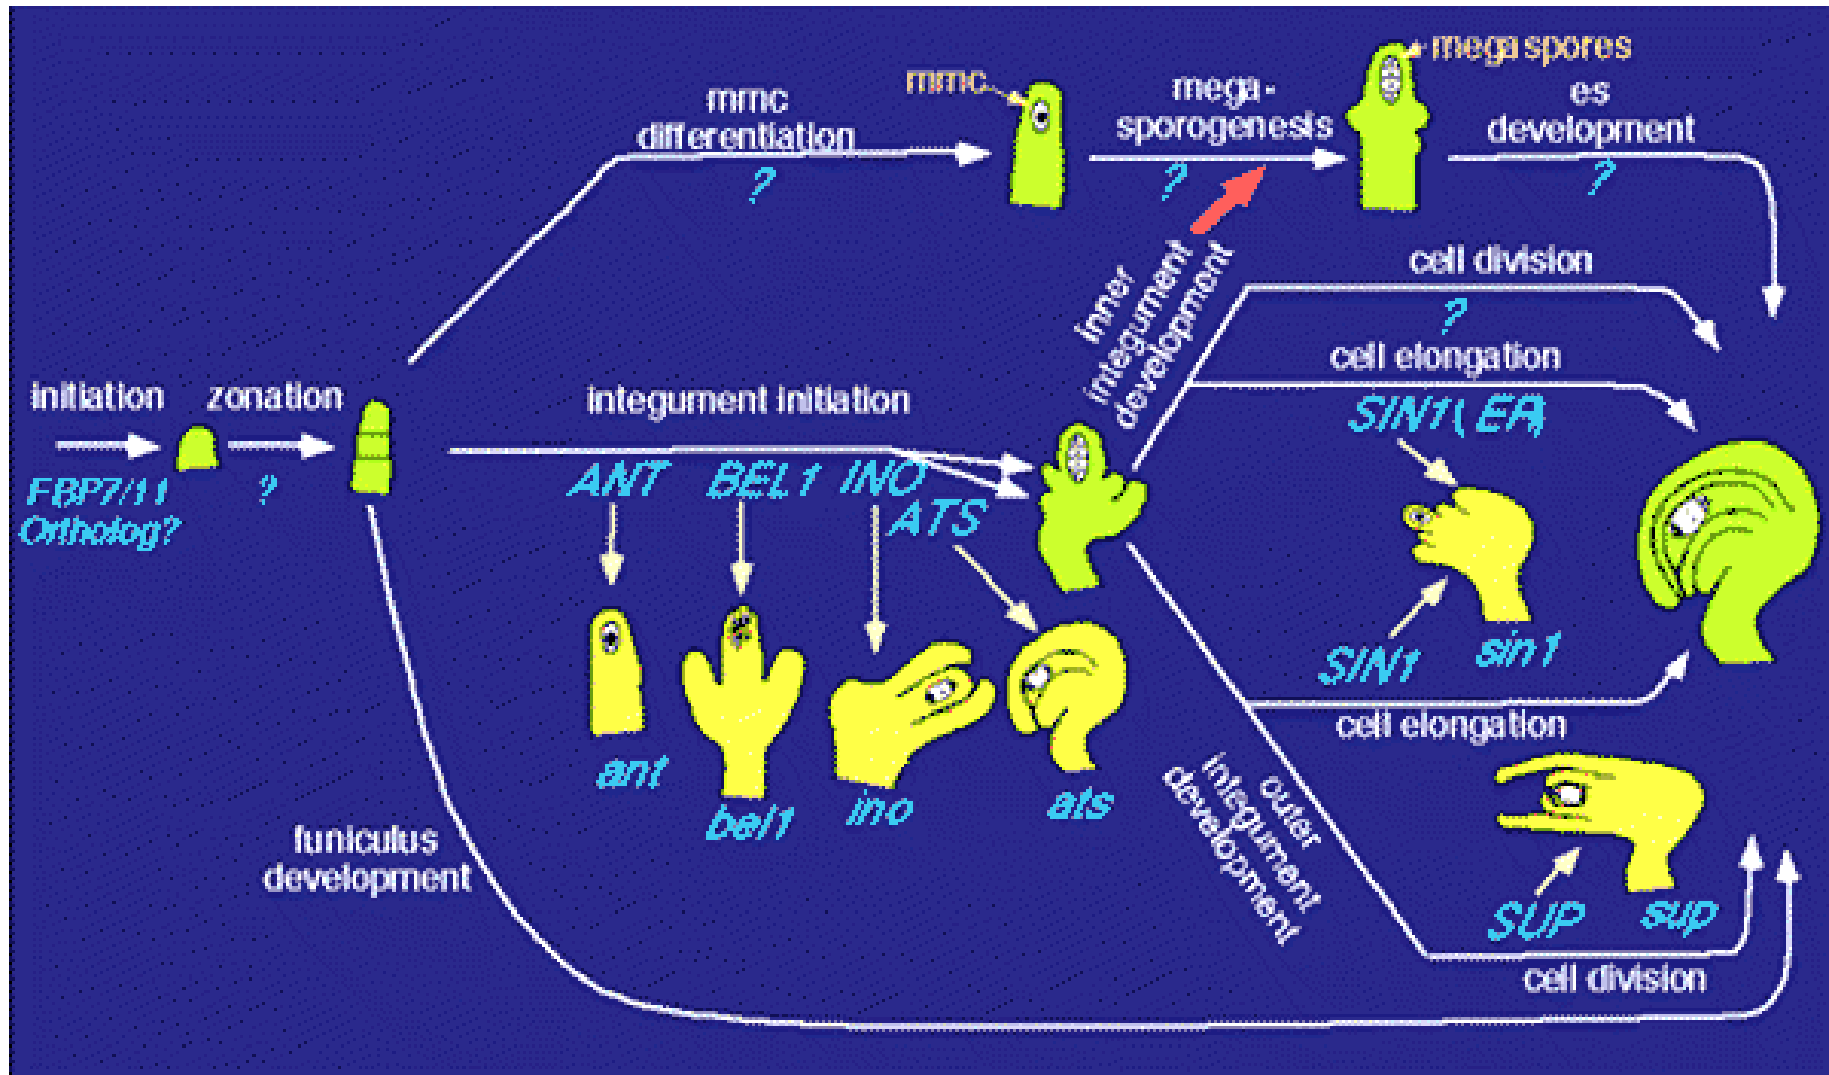 mega spores
mmc
mmc
differentiation
?
mega-
sporogenesis
?
es
development
?
inner
integument
development
cell division
?
cell elongation
SIN1 (EA)
initiation
zonation
integument initiation
FBP7/11
Ortholog?
?
ANT
BEL1
INO
ATS
SIN1
sin1
cell elongation
ant
bel1
ino
ats
outer
integument
development
funiculus
development
SUP
sup
cell division